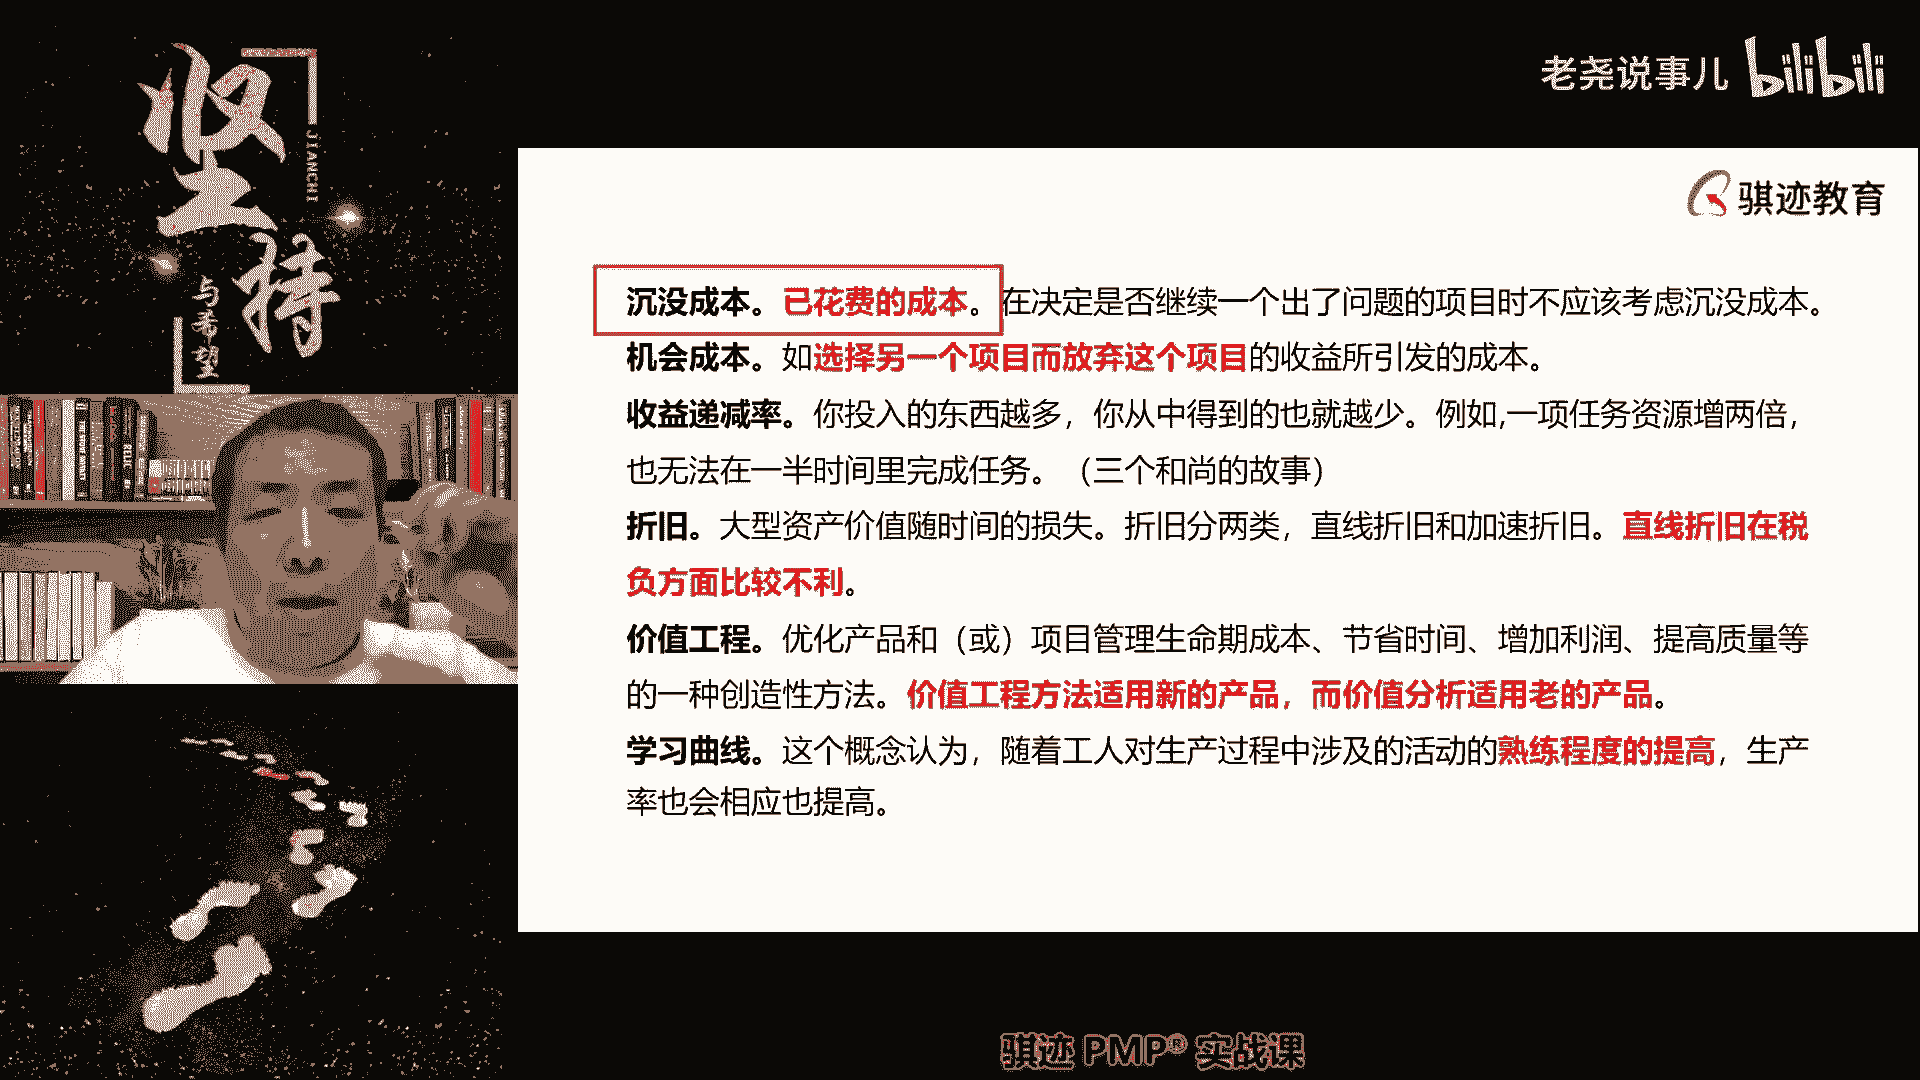 坚持
JIANCHI
与希望
老尧说事儿 bilibili
骐迹教育
沉没成本。已花费的成本。在决定是否继续一个出了问题的项目时不应该考虑沉没成本。
机会成本。如选择另一个项目而放弃这个项目的收益所引发的成本。
收益递减率。你投入的东西越多，你从中得到的也就越少。例如,一项任务资源增两倍，
也无法在一半时间里完成任务。（三个和尚的故事）
折旧。大型资产价值随时间的损失。折旧分两类，直线折旧和加速折旧。直线折旧在税
负方面比较不利。
价值工程。优化产品和（或）项目管理生命期成本、节省时间、增加利润、提高质量等
的一种创造性方法。价值工程方法适用新的产品，而价值分析适用老的产品。
学习曲线。这个概念认为，随着工人对生产过程中涉及的活动的熟练程度的提高，生产
率也会相应也提高。
骐迹 PMP® 实战课